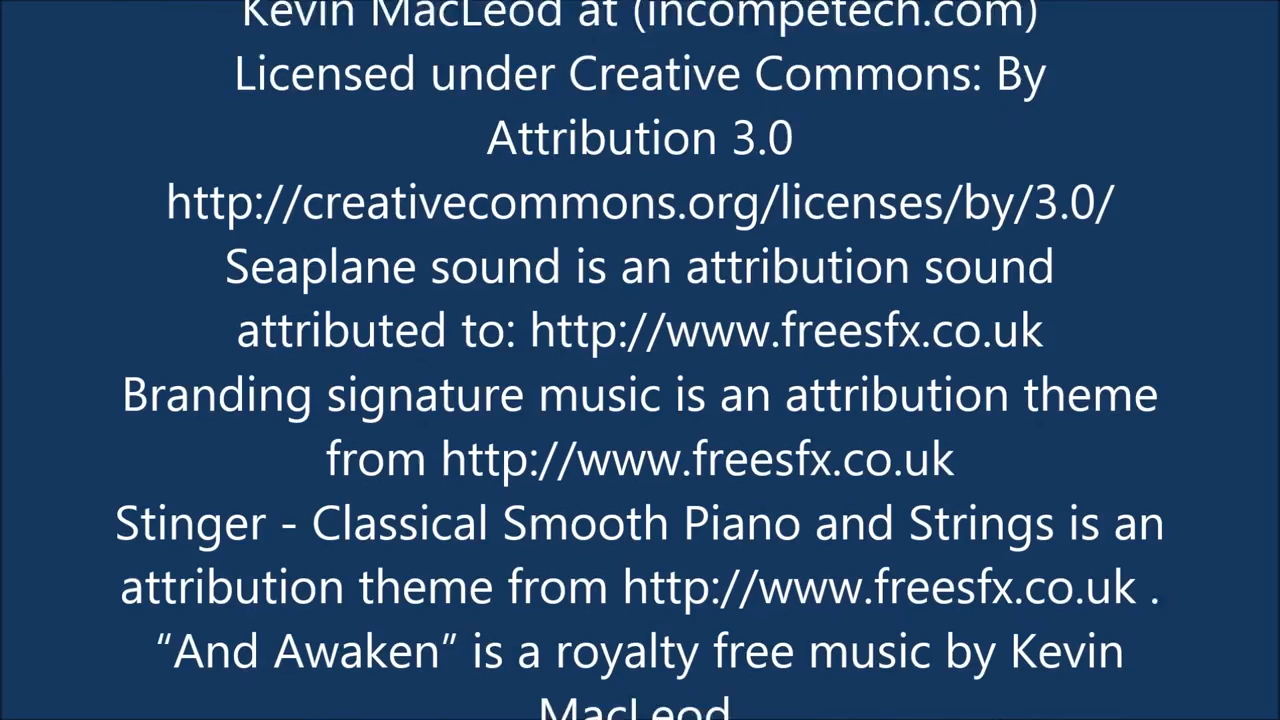 Kevin MacLeod at (incompetech.com)
Licensed under Creative Commons: By
Attribution 3.0
http://creativecommons.org/licenses/by/3.0/
Seaplane sound is an attribution sound
attributed to: http://www.freesfx.co.uk
Branding signature music is an attribution theme
from http://www.freesfx.co.uk
Stinger - Classical Smooth Piano and Strings is an
attribution theme from http://www.freesfx.co.uk .
“And Awaken” is a royalty free music by Kevin
MacLeod